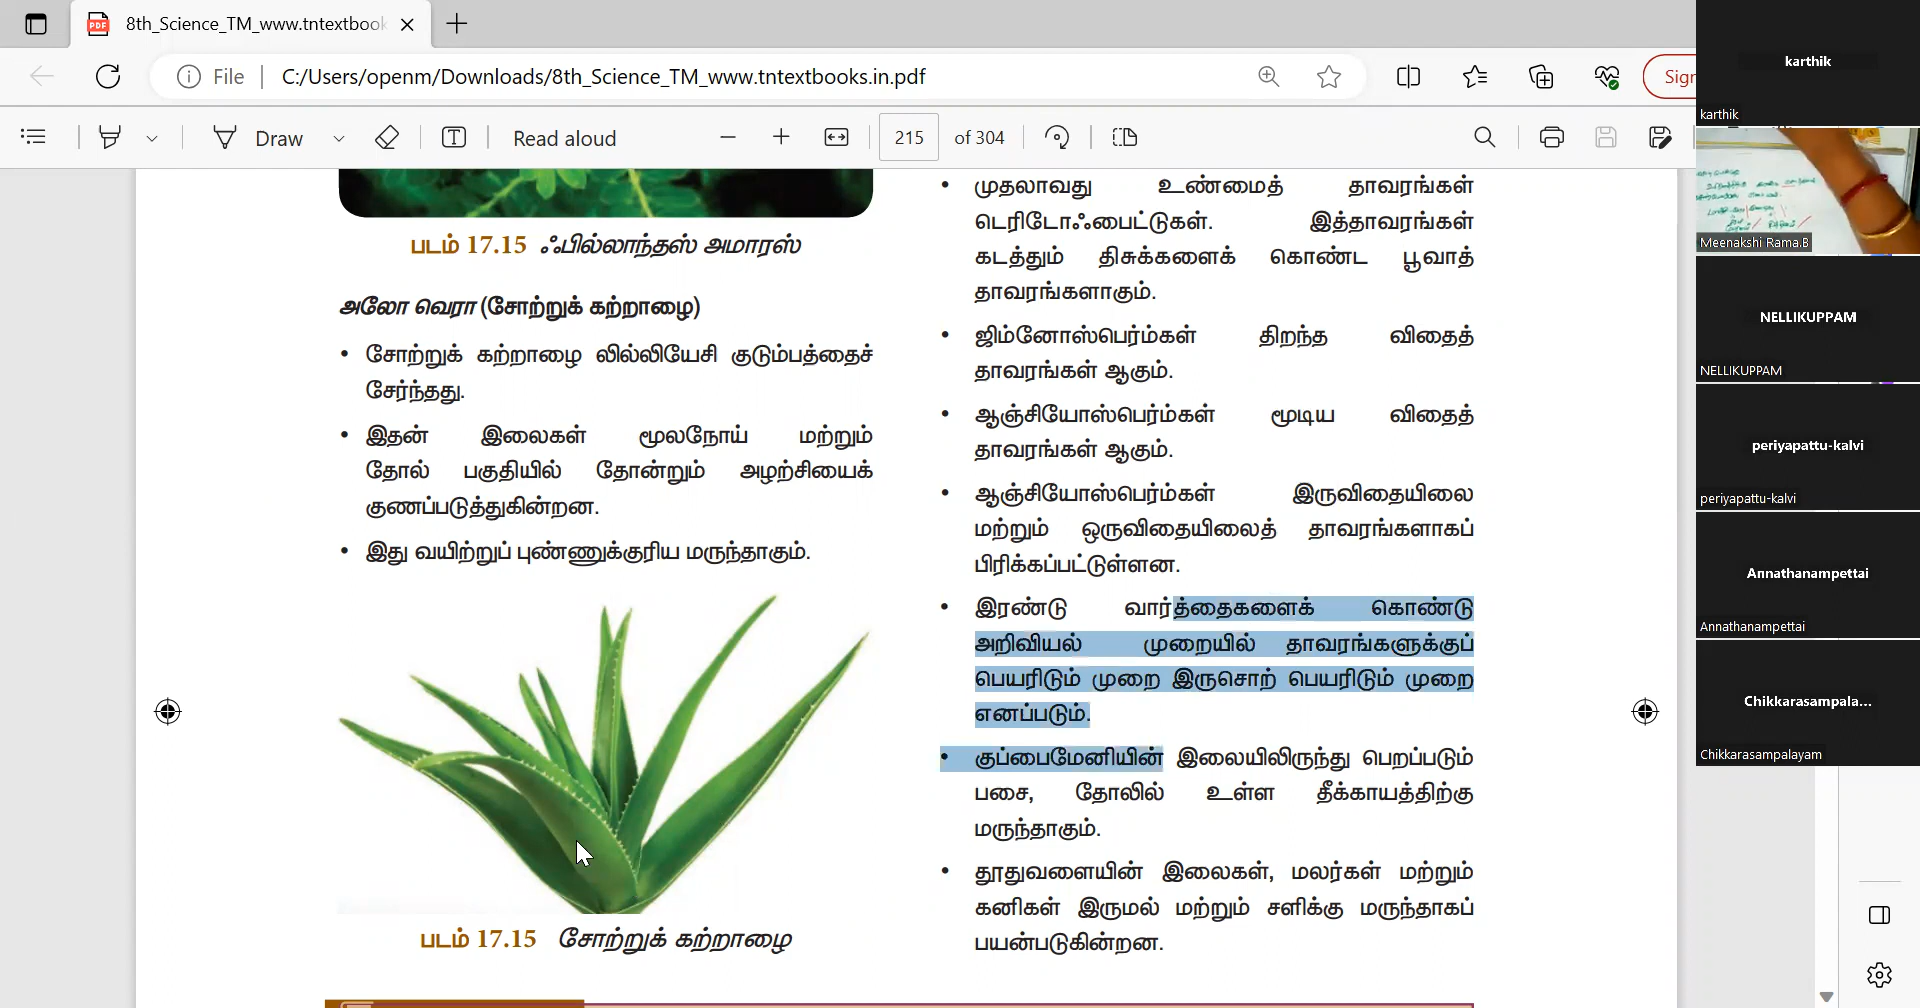 8th_Science_TM_www.tntextbook
File
C:/Users/openm/Downloads/8th_Science_TM_www.tntextbooks.in.pdf
Sign
Draw
Read aloud
215
of 304
படம் 17.15 ஃபில்லாந்தஸ் அமாரஸ்
அலோ வெரா (சோற்றுக் கற்றாழை)
• சோற்றுக் கற்றாழை லில்லியேசி குடும்பத்தைச்
சேர்ந்தது.
• இதன் இலைகள் மூலநோய் மற்றும்
தோல் பகுதியில் தோன்றும் அழற்சியைக்
குணப்படுத்துகின்றன.
• இது வயிற்றுப் புண்ணுக்குரிய மருந்தாகும்.
படம் 17.15 சோற்றுக் கற்றாழை
• முதலாவது உண்மைத் தாவரங்கள்
டெரிடோஃபைட்டுகள். இத்தாவரங்கள்
கடத்தும் திசுக்களைக் கொண்ட பூவாத்
தாவரங்களாகும்.
• ஜிம்னோஸ்பெர்ம்கள் திறந்த விதைத்
தாவரங்கள் ஆகும்.
• ஆஞ்சியோஸ்பெர்ம்கள் மூடிய விதைத்
தாவரங்கள் ஆகும்.
• ஆஞ்சியோஸ்பெர்ம்கள் இருவிதையிலை
மற்றும் ஒருவிதையிலைத் தாவரங்களாகப்
பிரிக்கப்பட்டுள்ளன.
• இரண்டு வார்த்தைகளைக் கொண்டு
அறிவியல் முறையில் தாவரங்களுக்குப்
பெயரிடும் முறை இருசொற் பெயரிடும் முறை
எனப்படும்.
• குப்பைமேனியின் இலையிலிருந்து பெறப்படும்
பசை, தோலில் உள்ள தீக்காயத்திற்கு
மருந்தாகும்.
• தூதுவளையின் இலைகள், மலர்கள் மற்றும்
கனிகள் இருமல் மற்றும் சளிக்கு மருந்தாகப்
பயன்படுகின்றன.
karthik
karthik
Meenakshi Rama.B
NELLIKUPPAM
NELLIKUPPAM
periyapattu-kalvi
periyapattu-kalvi
Annathanampettai
Annathanampettai
Chikkarasampala...
Chikkarasampalayam